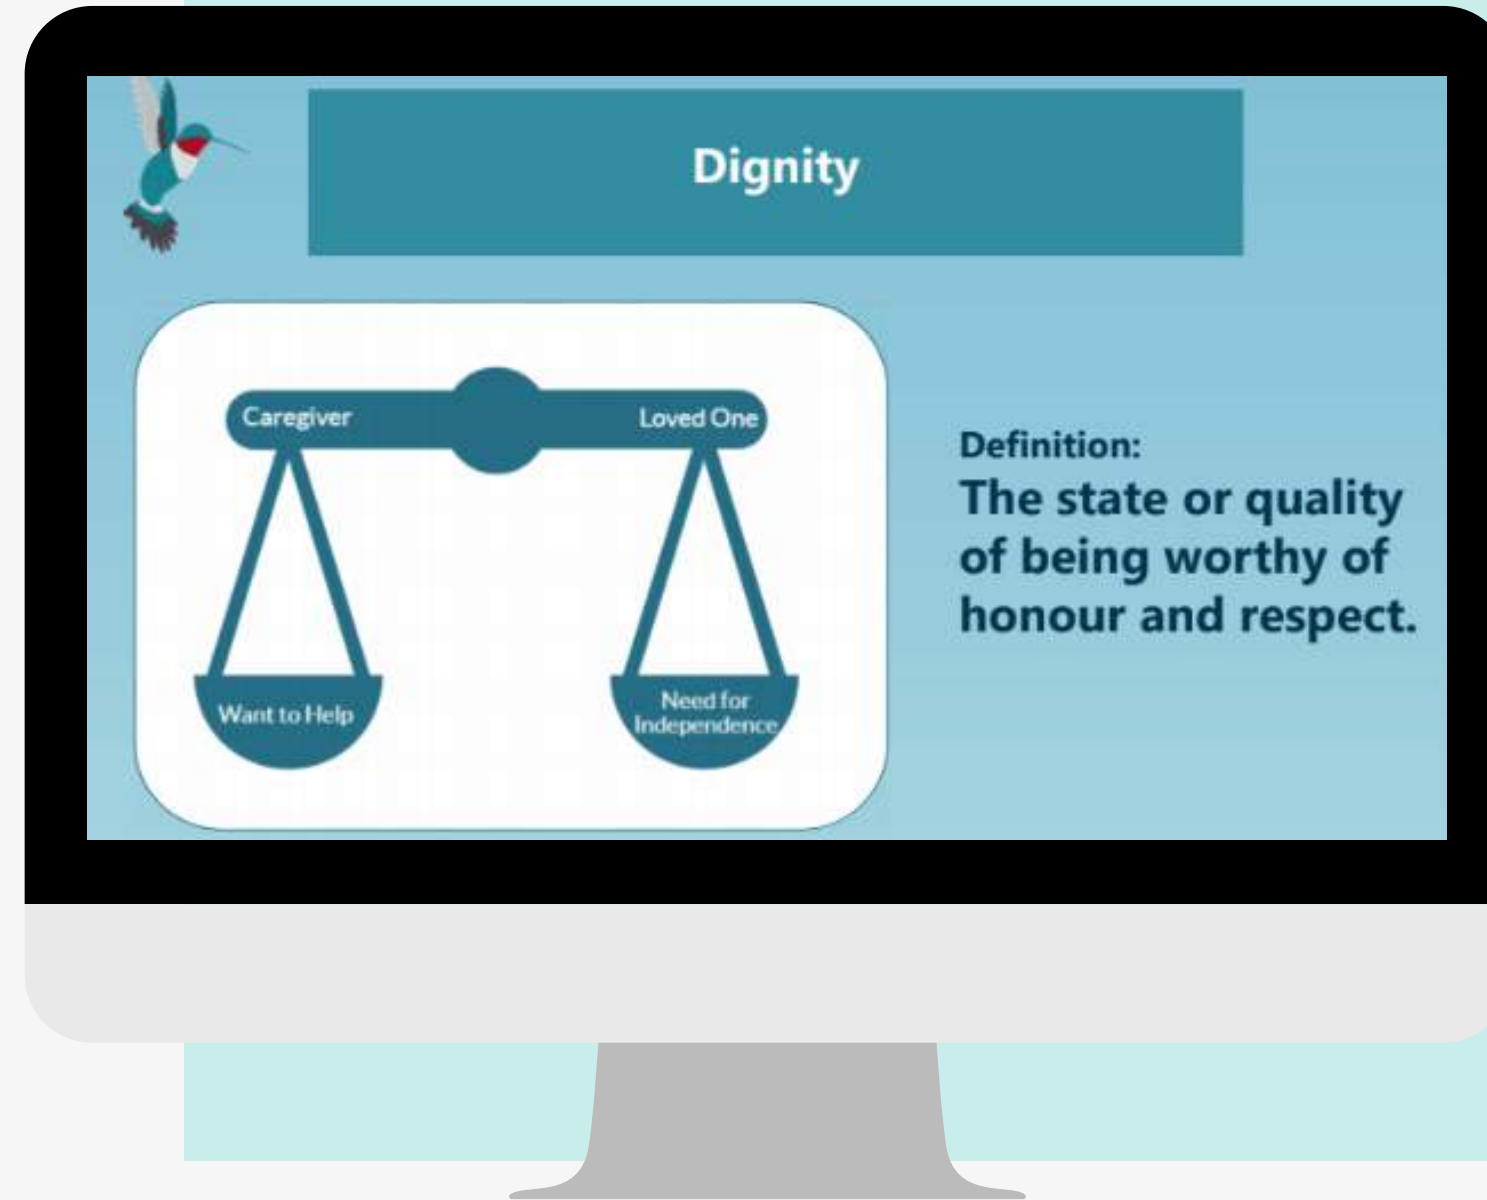 Dignity
Caregiver
Loved One
Want to Help
Need for
Independence
Definition:
The state or quality
of being worthy of
honour and respect.